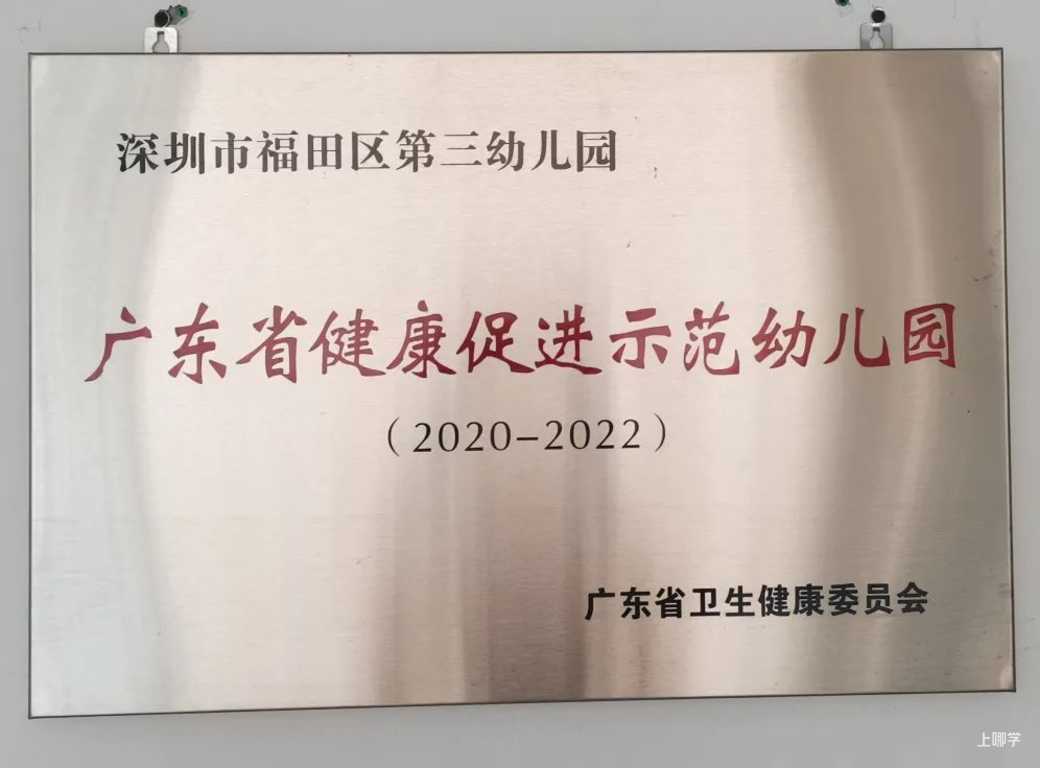 深圳市福田区第三幼儿园
广东省健康促进示范幼儿园
（2020-2022）
广东省卫生健康委员会
上哪学